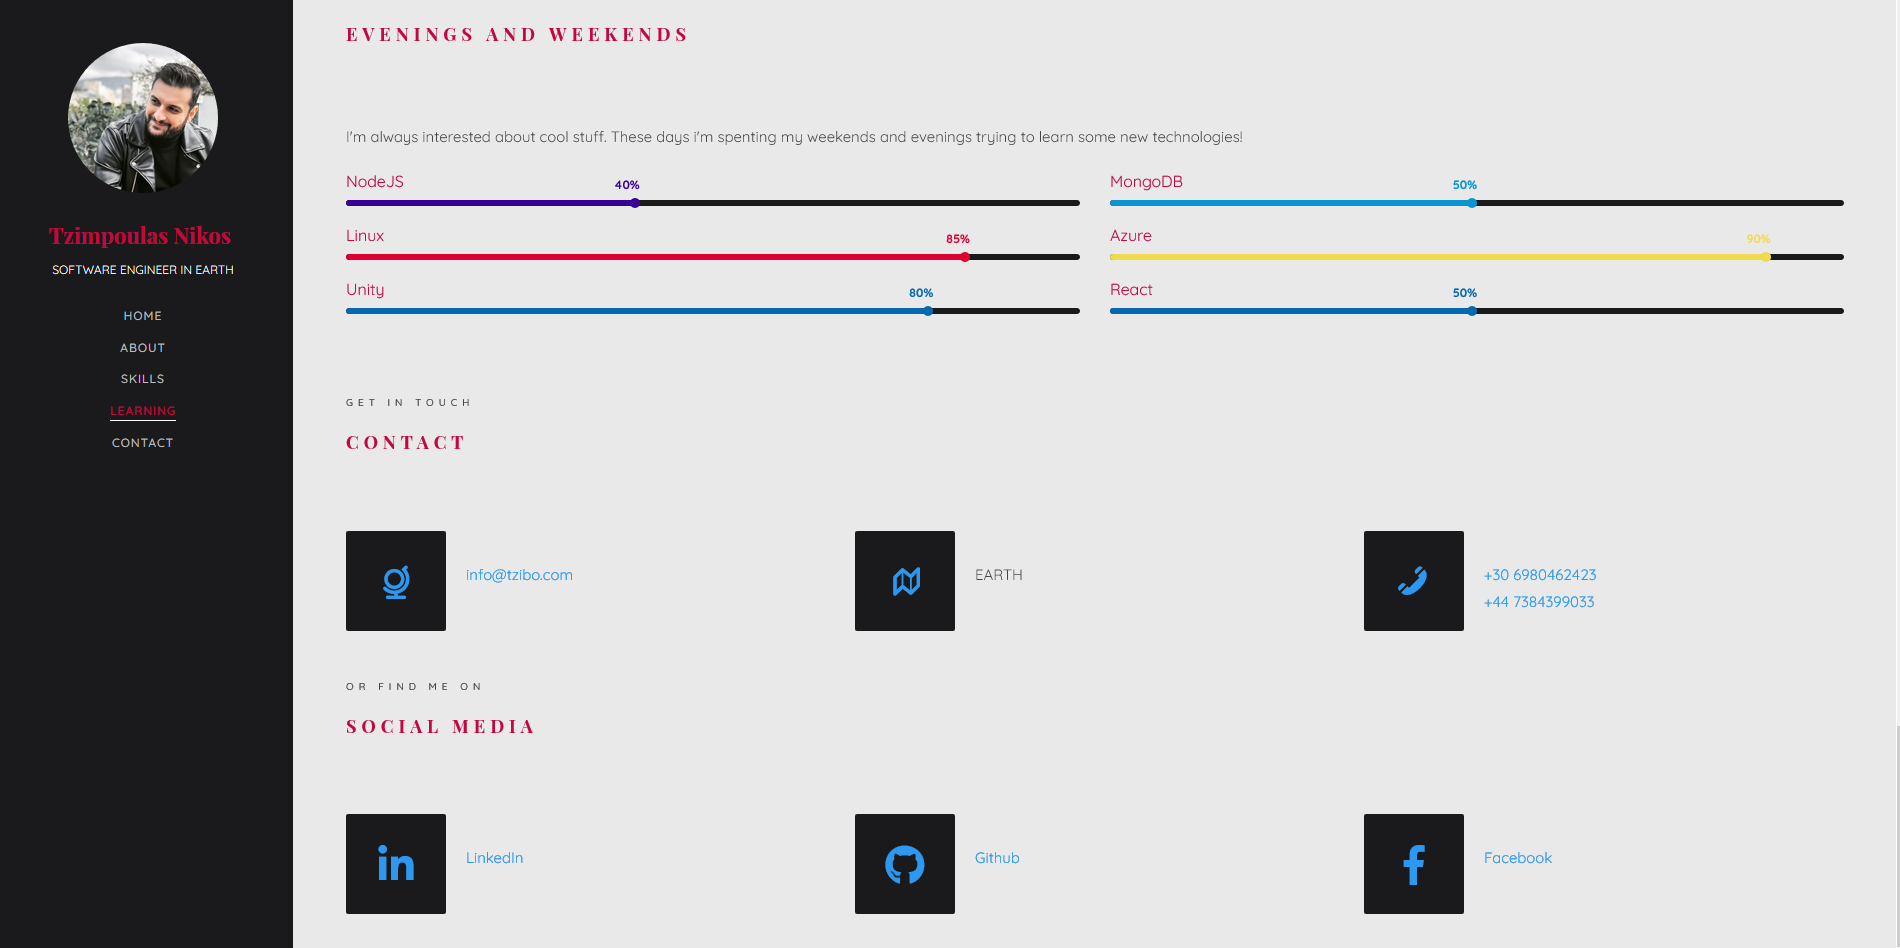 Tzimpoulas Nikos
SOFTWARE ENGINEER IN EARTH
HOME
ABOUT
SKILLS
LEARNING
CONTACT
EVENINGS AND WEEKENDS
I'm always interested about cool stuff. These days i'm spenting my weekends and evenings trying to learn some new technologies!
NodeJS
40%
MongoDB
50%
Linux
85%
Azure
90%
Unity
80%
React
50%
GET IN TOUCH
CONTACT
info@tzibo.com
EARTH
+30 6980462423
+44 7384399033
OR FIND ME ON
SOCIAL MEDIA
LinkedIn
Github
Facebook